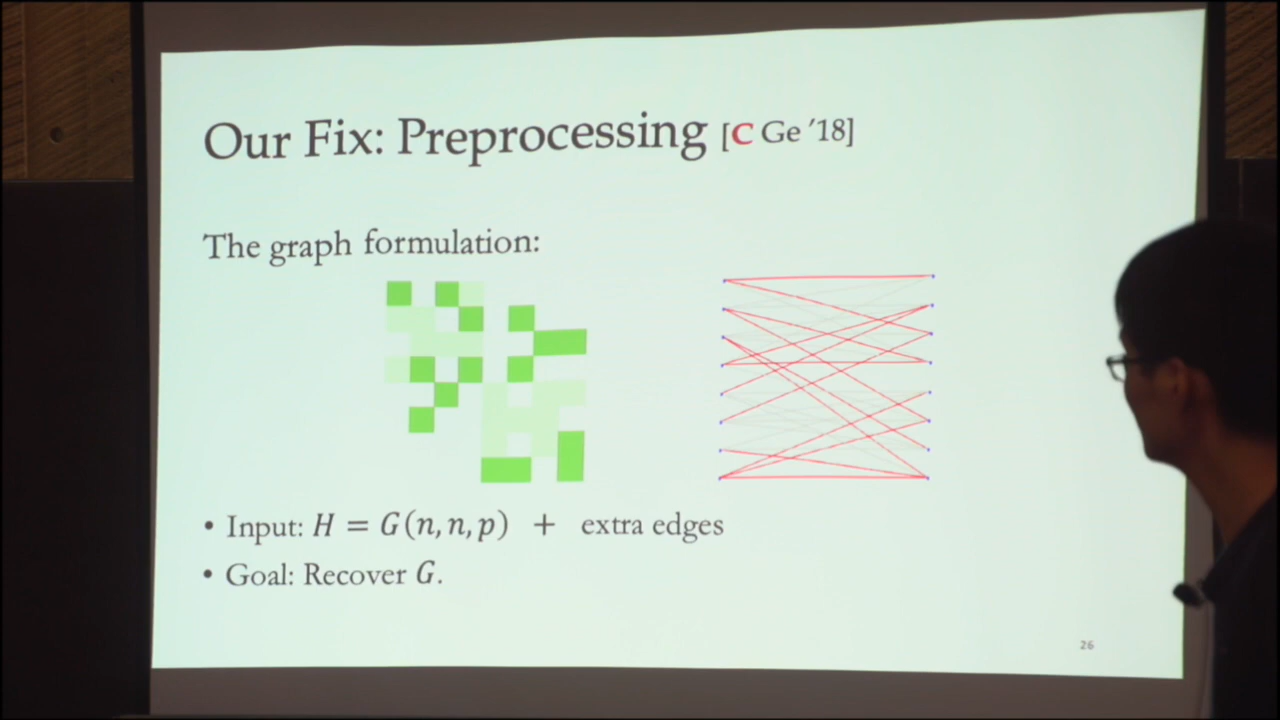 Our Fix: Preprocessing [C Ge ’18]
The graph formulation:
• Input: H = G(n, n, p) + extra edges
• Goal: Recover G.
26